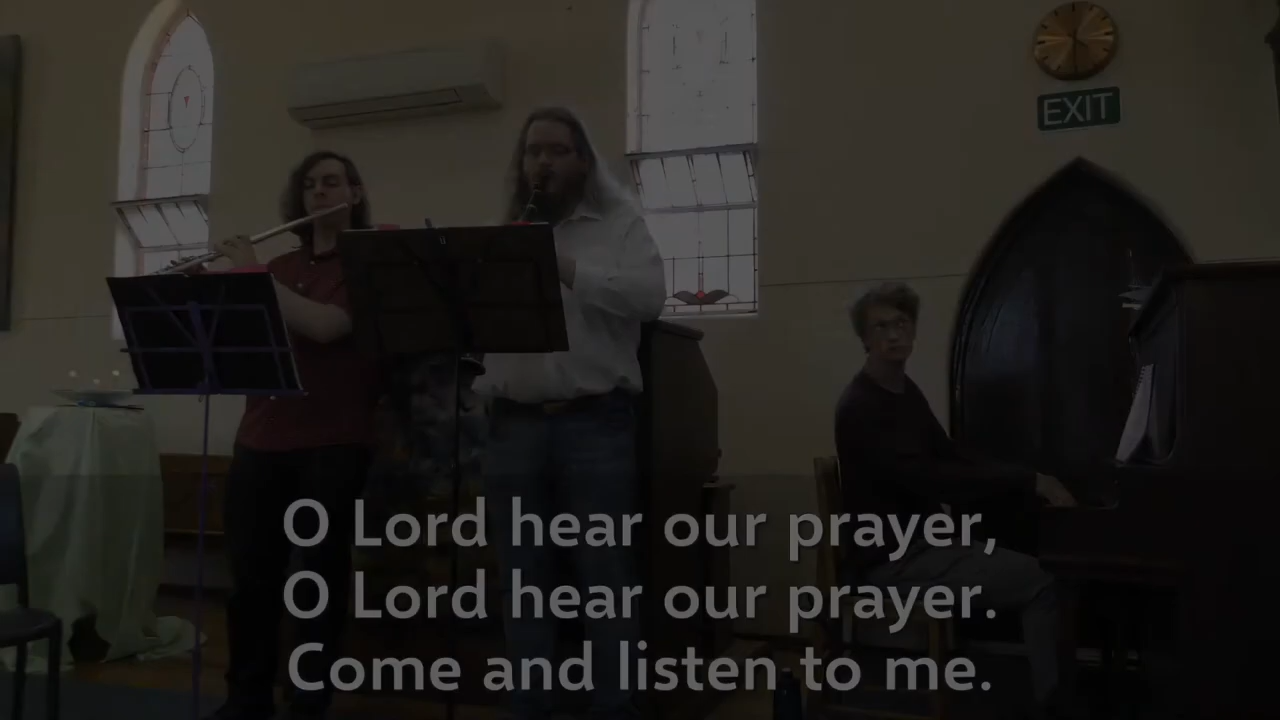 EXIT
O Lord hear our prayer,
O Lord hear our prayer.
Come and listen to me.